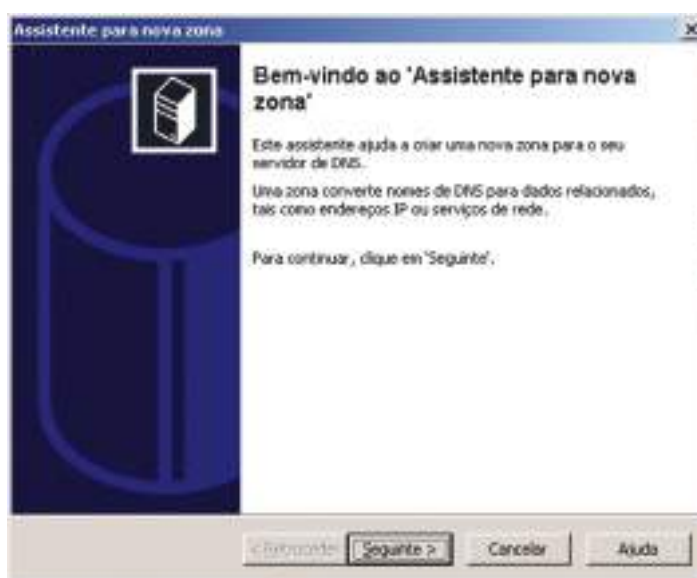 Assistente para nova zona
Bem-vindo ao 'Assistente para nova
zona'
Este assistente ajuda a criar uma nova zona para o seu
servidor de DNS.
Uma zona converte nomes de DNS para dados relacionados,
tais como endereços IP ou serviços de rede.
Para continuar, clique em 'Seguinte'.
< Retroceder Seguinte > Cancelar Ajuda